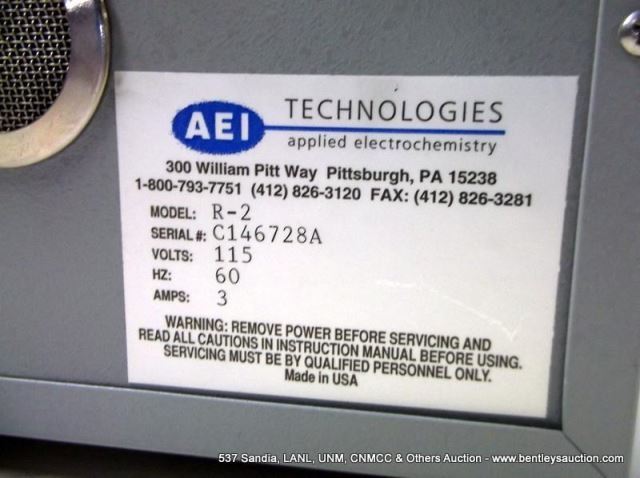 AEI TECHNOLOGIES
applied electrochemistry
300 William Pitt Way Pittsburgh, PA 15238
1-800-793-7751 (412) 826-3120 FAX: (412) 826-3281
MODEL: R-2
SERIAL#: C146728A
VOLTS: 115
HZ: 60
AMPS: 3
WARNING: REMOVE POWER BEFORE SERVICING AND
READ ALL CAUTIONS IN INSTRUCTION MANUAL BEFORE USING.
SERVICING MUST BE BY QUALIFIED PERSONNEL ONLY.
Made in USA
537 Sandia, LANL, UNM, CNMCC & Others Auction - www.bentleysauction.com